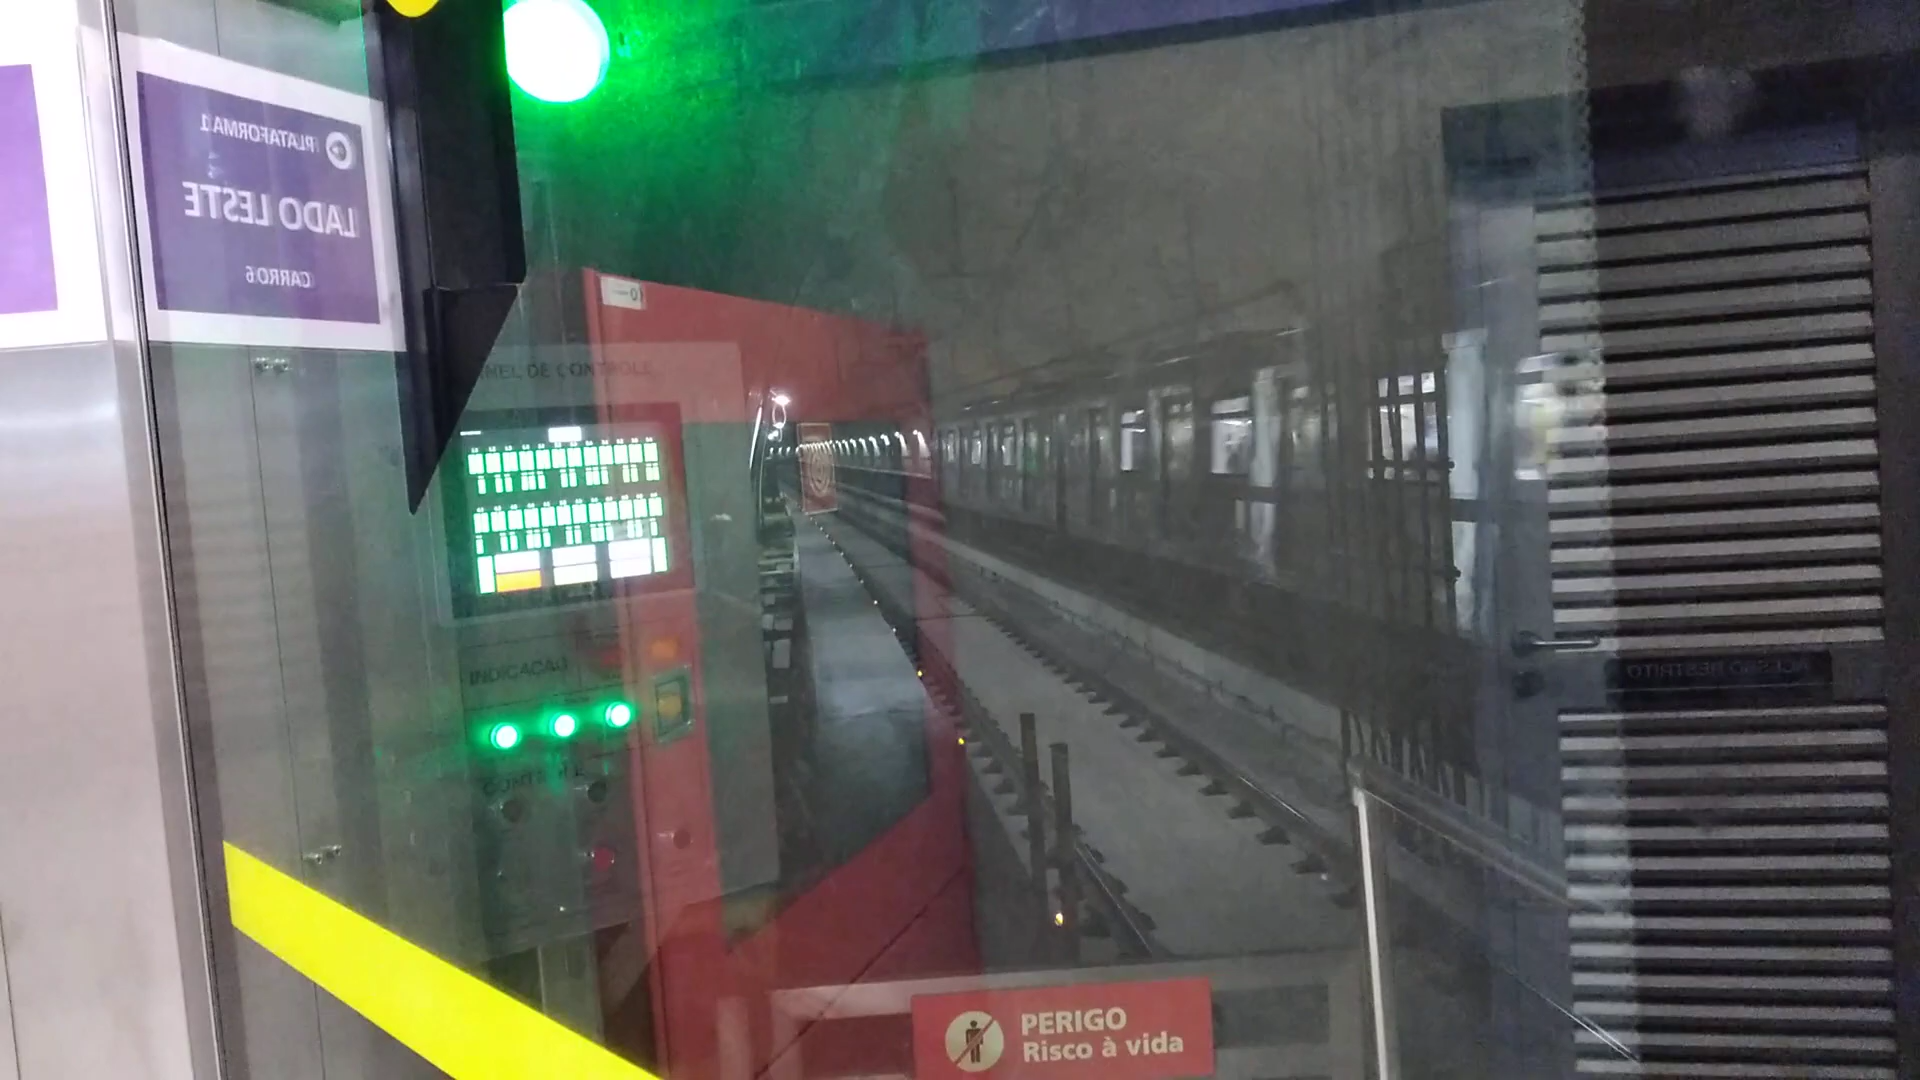 PLATAFORMA 1
LADO LESTE
CARRO 6
PAINEL DE CONTROLE
INDICAÇÃO
ACESSO RESTRITO
PERIGO
Risco à vida